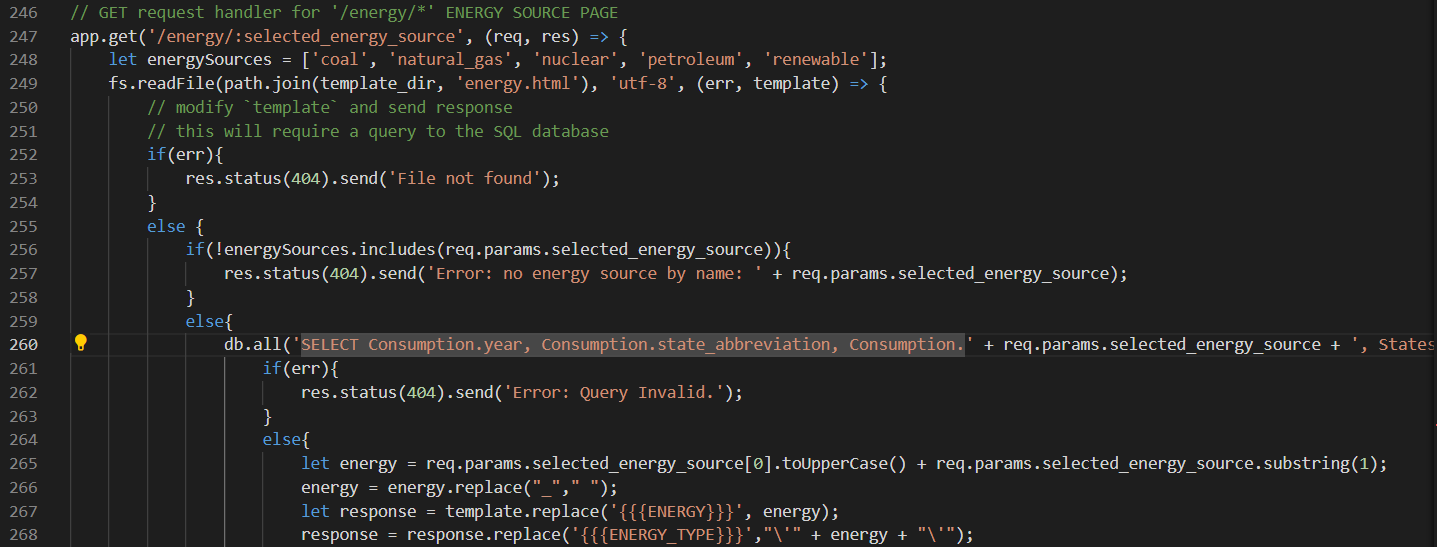 246 // GET request handler for '/energy/*' ENERGY SOURCE PAGE
247 app.get('/energy/:selected_energy_source', (req, res) => {
248 let energySources = ['coal', 'natural_gas', 'nuclear', 'petroleum', 'renewable'];
249 fs.readFile(path.join(template_dir, 'energy.html'), 'utf-8', (err, template) => {
250 // modify `template` and send response
251 // this will require a query to the SQL database
252 if(err){
253 res.status(404).send('File not found');
254 }
255 else {
256 if(!energySources.includes(req.params.selected_energy_source)){
257 res.status(404).send('Error: no energy source by name: ' + req.params.selected_energy_source);
258 }
259 else{
260 db.all('SELECT Consumption.year, Consumption.state_abbreviation, Consumption.' + req.params.selected_energy_source + ', States
261 if(err){
262 res.status(404).send('Error: Query Invalid.');
263 }
264 else{
265 let energy = req.params.selected_energy_source[0].toUpperCase() + req.params.selected_energy_source.substring(1);
266 energy = energy.replace("_"," ");
267 let response = template.replace('{{{ENERGY}}}', energy);
268 response = response.replace('{{{ENERGY_TYPE}}}',"\'" + energy + "\'");